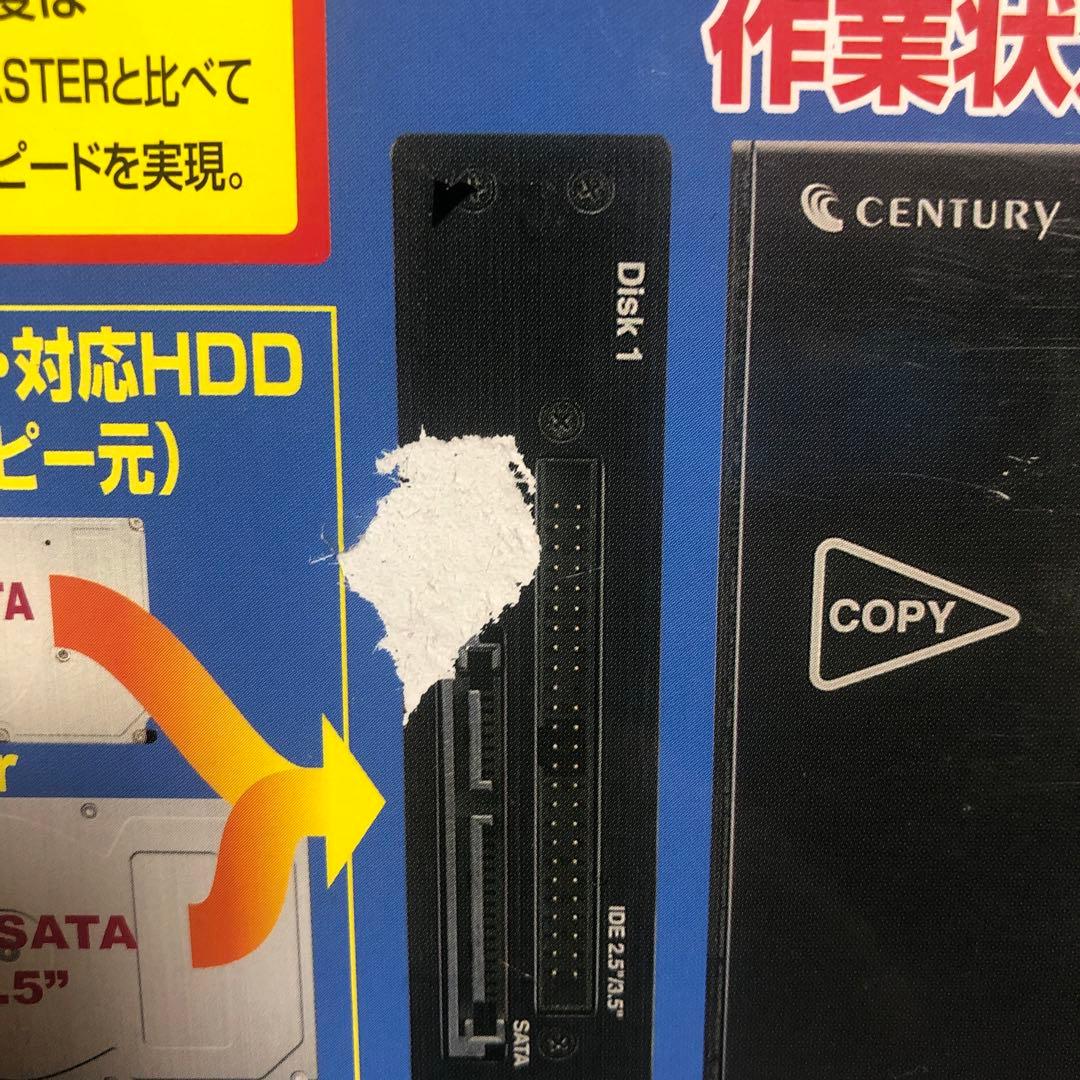 度は
ASTERと比べて
ピードを実現。
作業状
CENTURY
Disk 1
・対応HDD
ピー元）
TA
COPY
r
SATA
.5”
IDE 2.5"/3.5"
SATA